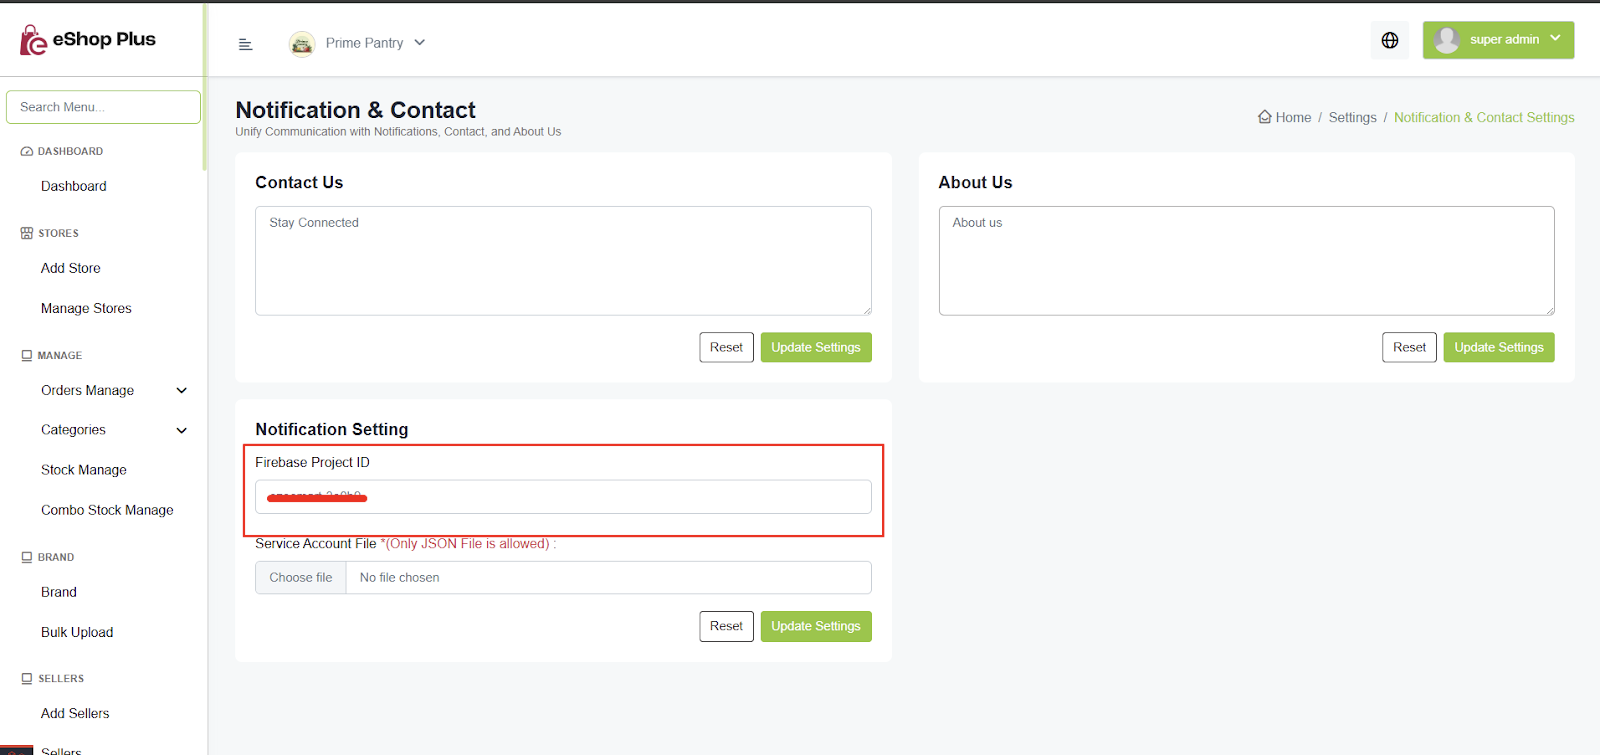 eShop Plus
Prime Pantry
super admin
Search Menu...
DASHBOARD
Dashboard
STORES
Add Store
Manage Stores
MANAGE
Orders Manage
Categories
Stock Manage
Combo Stock Manage
BRAND
Brand
Bulk Upload
SELLERS
Add Sellers
Sellers
Notification & Contact
Unify Communication with Notifications, Contact, and About Us
Home / Settings / Notification & Contact Settings
Contact Us
Stay Connected
Reset Update Settings
About Us
About us
Reset Update Settings
Notification Setting
Firebase Project ID
Service Account File *(Only JSON File is allowed) :
Choose file No file chosen
Reset Update Settings